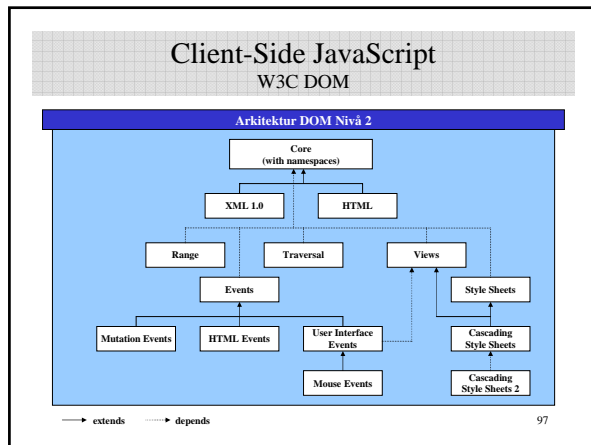 Client-Side JavaScript
W3C DOM
Arkitektur DOM Nivå 2
Core
(with namespaces)
XML 1.0
HTML
Range
Traversal
Views
Events
Style Sheets
Mutation Events
HTML Events
User Interface
Events
Cascading
Style Sheets
Mouse Events
Cascading
Style Sheets 2
extends
depends
97